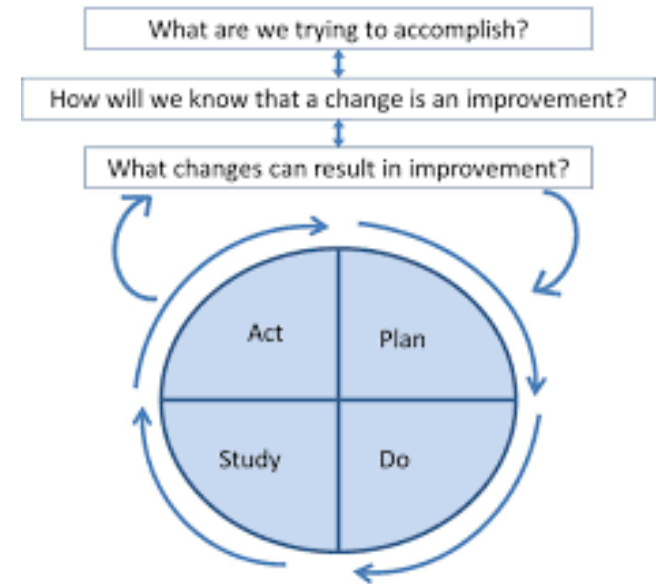 What are we trying to accomplish?
How will we know that a change is an improvement?
What changes can result in improvement?
Act
Plan
Study
Do